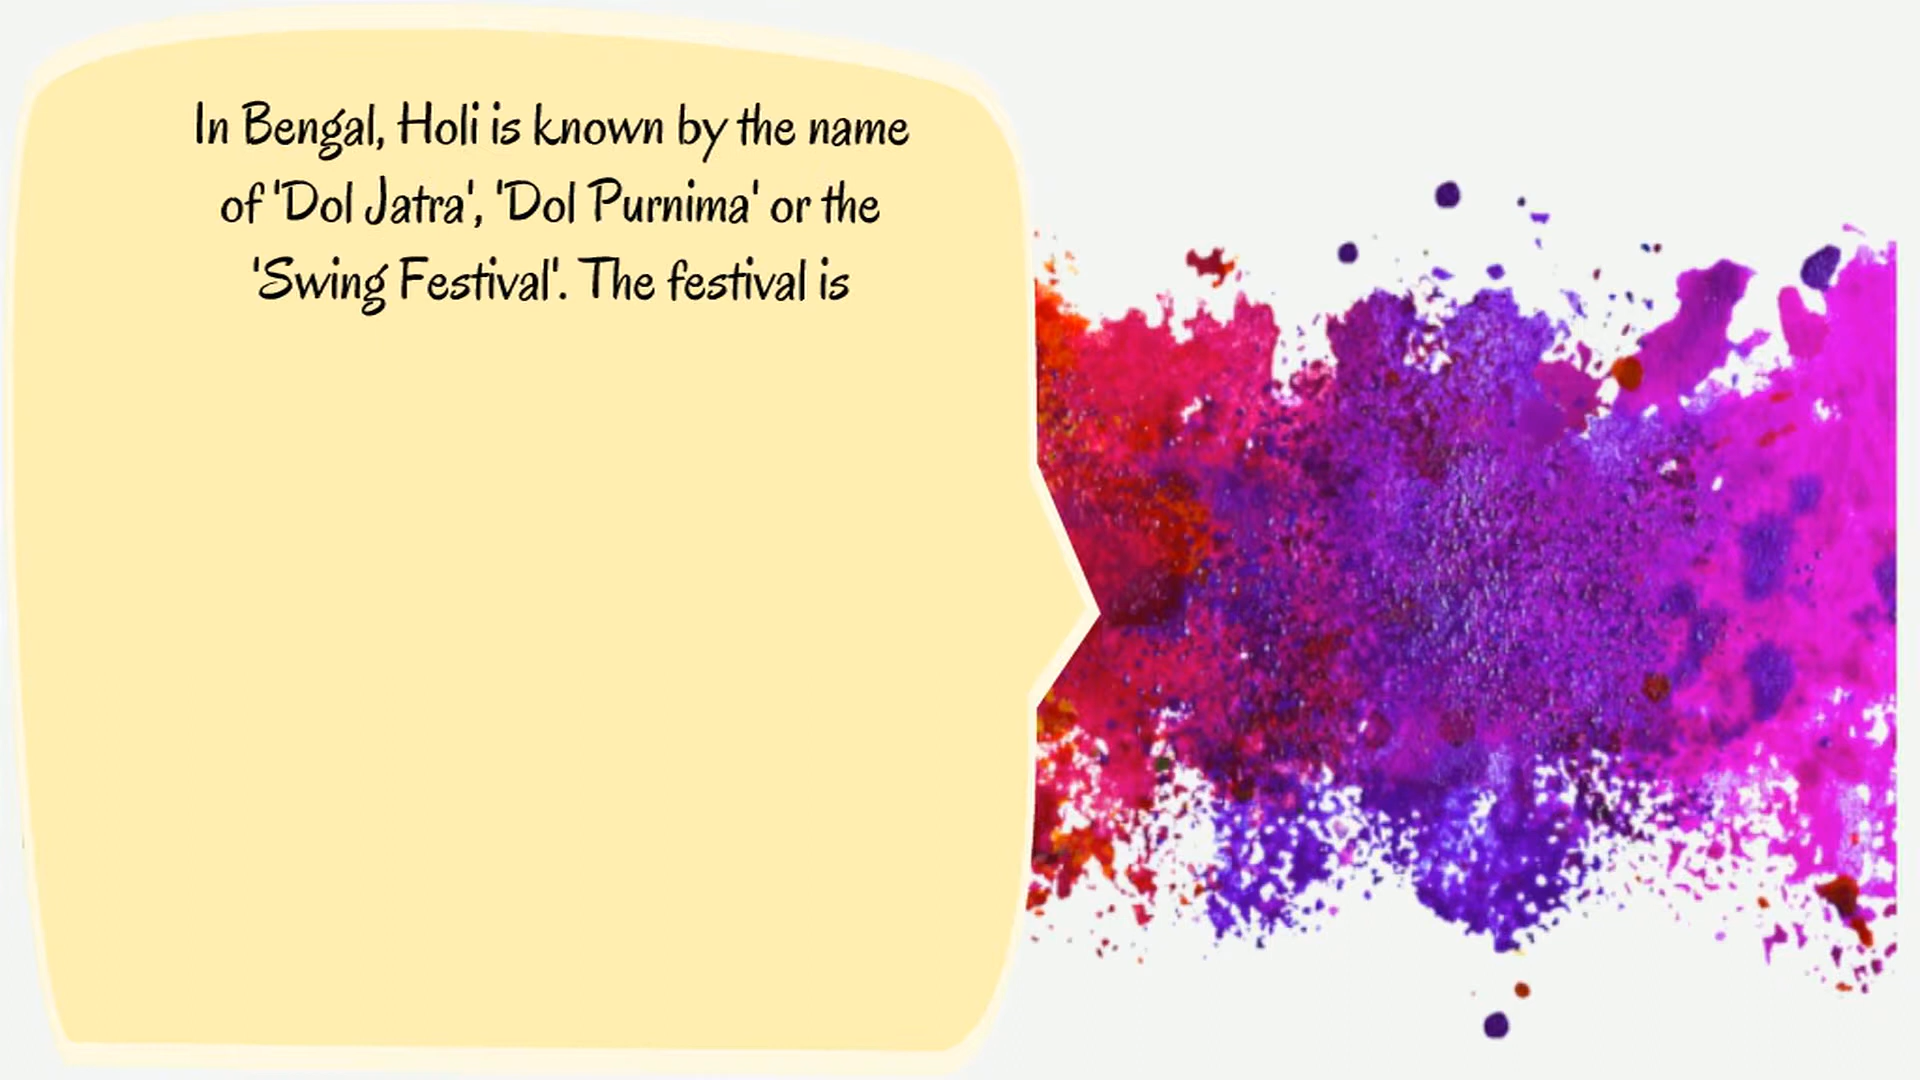 In Bengal, Holi is known by the name
of 'Dol Jatra', 'Dol Purnima' or the
'Swing Festival'. The festival is